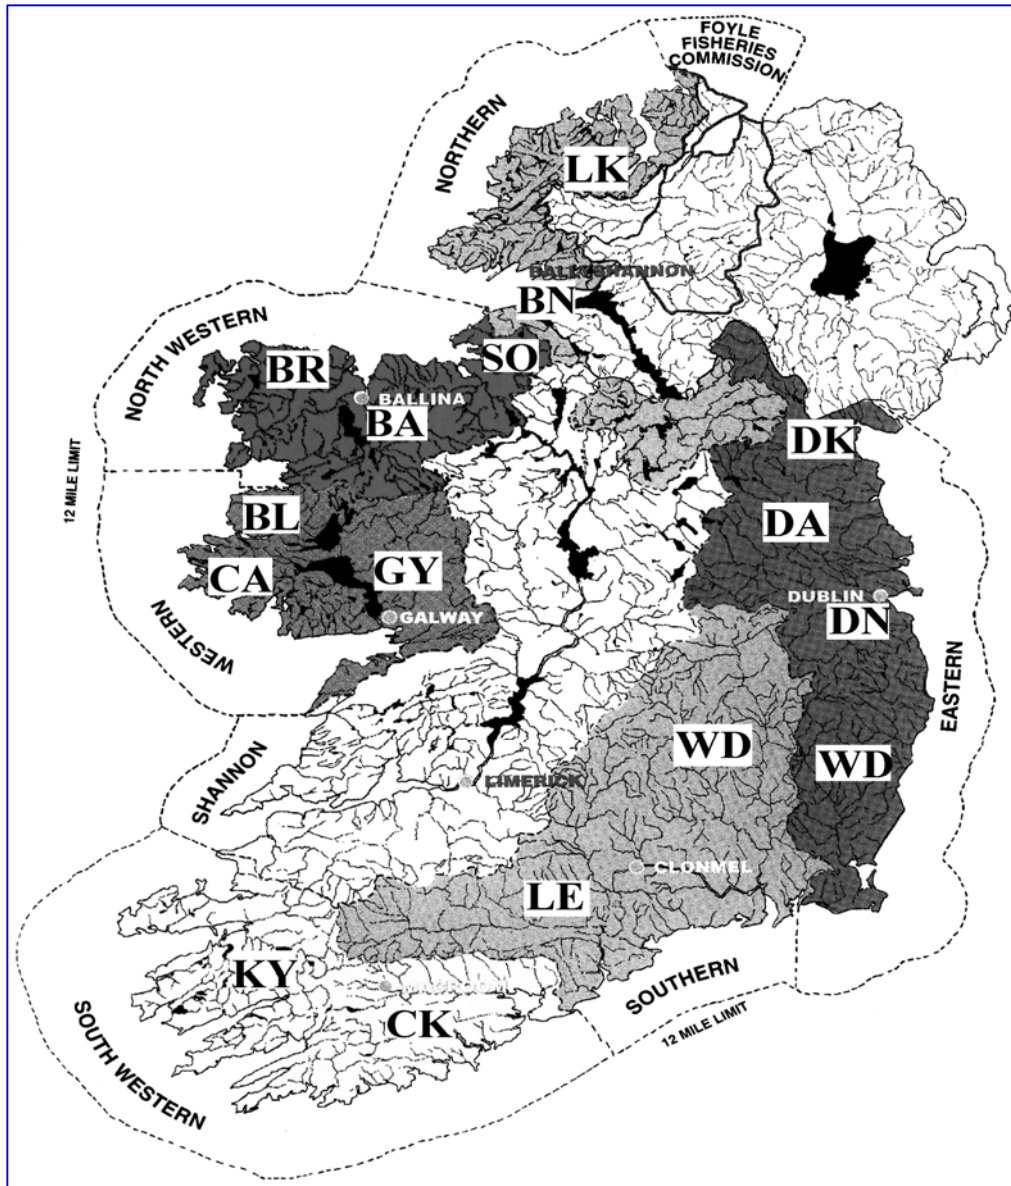 FOYLE
FISHERIES
COMMISSION
NORTHERN
LK
BALLYSHANNON
BN
NORTH WESTERN
BR
SO
BALLINA
BA
DK
12 MILE LIMIT
BL
DA
CA
GY
DUBLIN
GALWAY
DN
WESTERN
EASTERN
WD
WD
SHANNON
LIMERICK
CLONMEL
LE
KY
MACROOM
CK
SOUTHERN
12 MILE LIMIT
SOUTH WESTERN